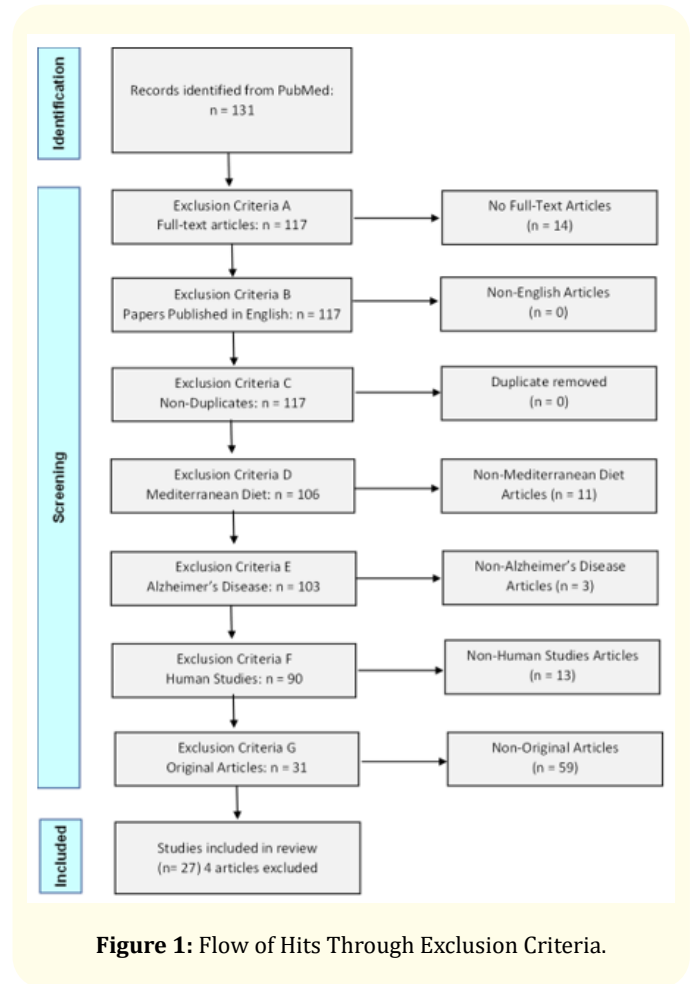 Identification
Records identified from PubMed:
n = 131
Screening
Exclusion Criteria A
Full-text articles: n = 117
No Full-Text Articles
(n = 14)
Exclusion Criteria B
Papers Published in English: n = 117
Non-English Articles
(n = 0)
Exclusion Criteria C
Non-Duplicates: n = 117
Duplicate removed
(n = 0)
Exclusion Criteria D
Mediterranean Diet: n = 106
Non-Mediterranean Diet
Articles (n = 11)
Exclusion Criteria E
Alzheimer's Disease: n = 103
Non-Alzheimer's Disease
Articles (n = 3)
Exclusion Criteria F
Human Studies: n = 90
Non-Human Studies Articles
(n = 13)
Exclusion Criteria G
Original Articles: n = 31
Non-Original Articles
(n = 59)
Included
Studies included in review
(n= 27) 4 articles excluded
Figure 1: Flow of Hits Through Exclusion Criteria.